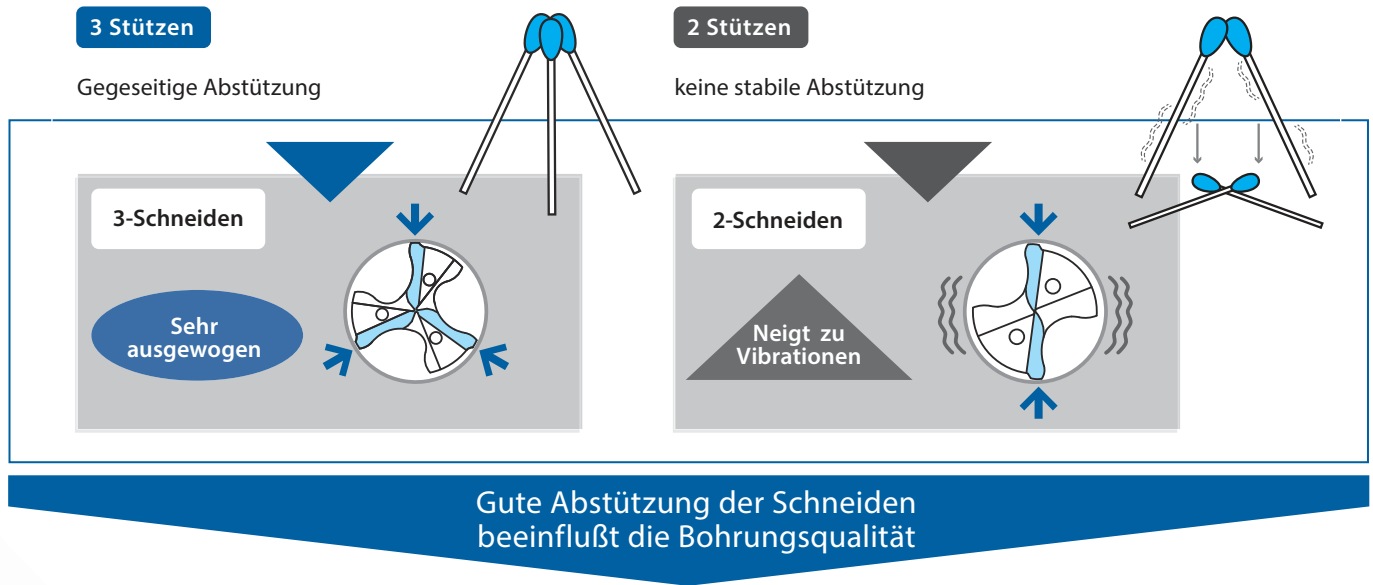 3 Stützen
Gegeseitige Abstützung
2 Stützen
keine stabile Abstützung
3-Schneiden
Sehr
ausgewogen
2-Schneiden
Neigt zu
Vibrationen
Gute Abstützung der Schneiden
beeinflußt die Bohrungsqualität